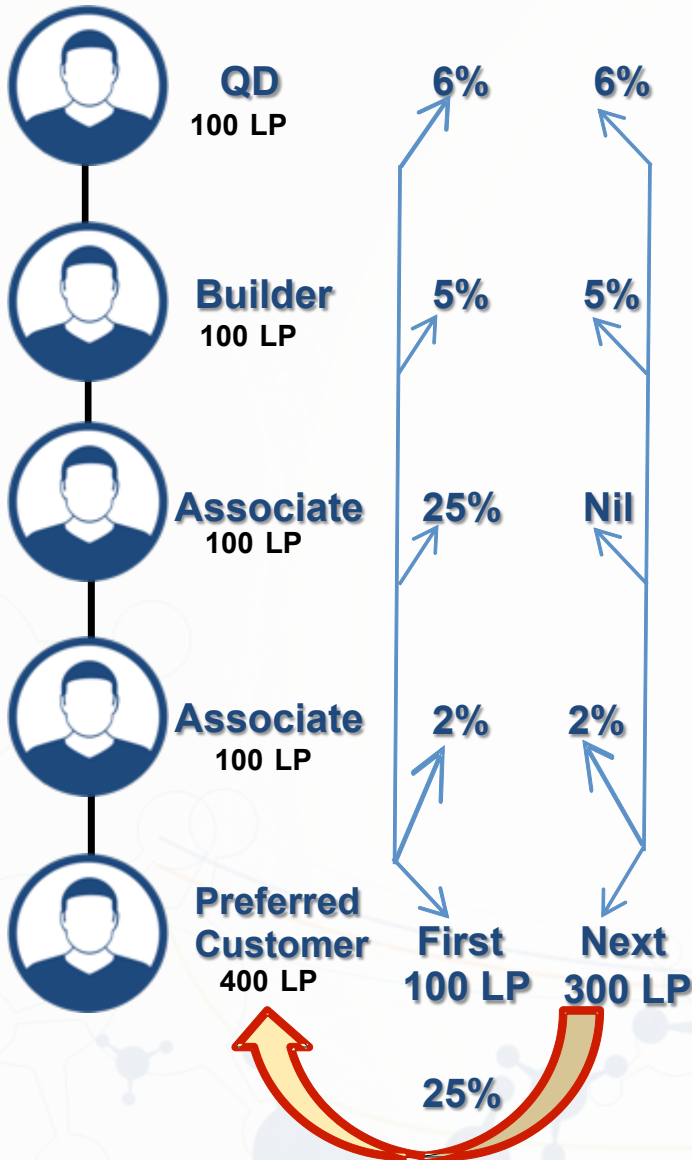 QD 6% 6%
100 LP
Builder 5% 5%
100 LP
Associate 25% Nil
100 LP
Associate 2% 2%
100 LP
Preferred
Customer First Next
400 LP 100 LP 300 LP
25%